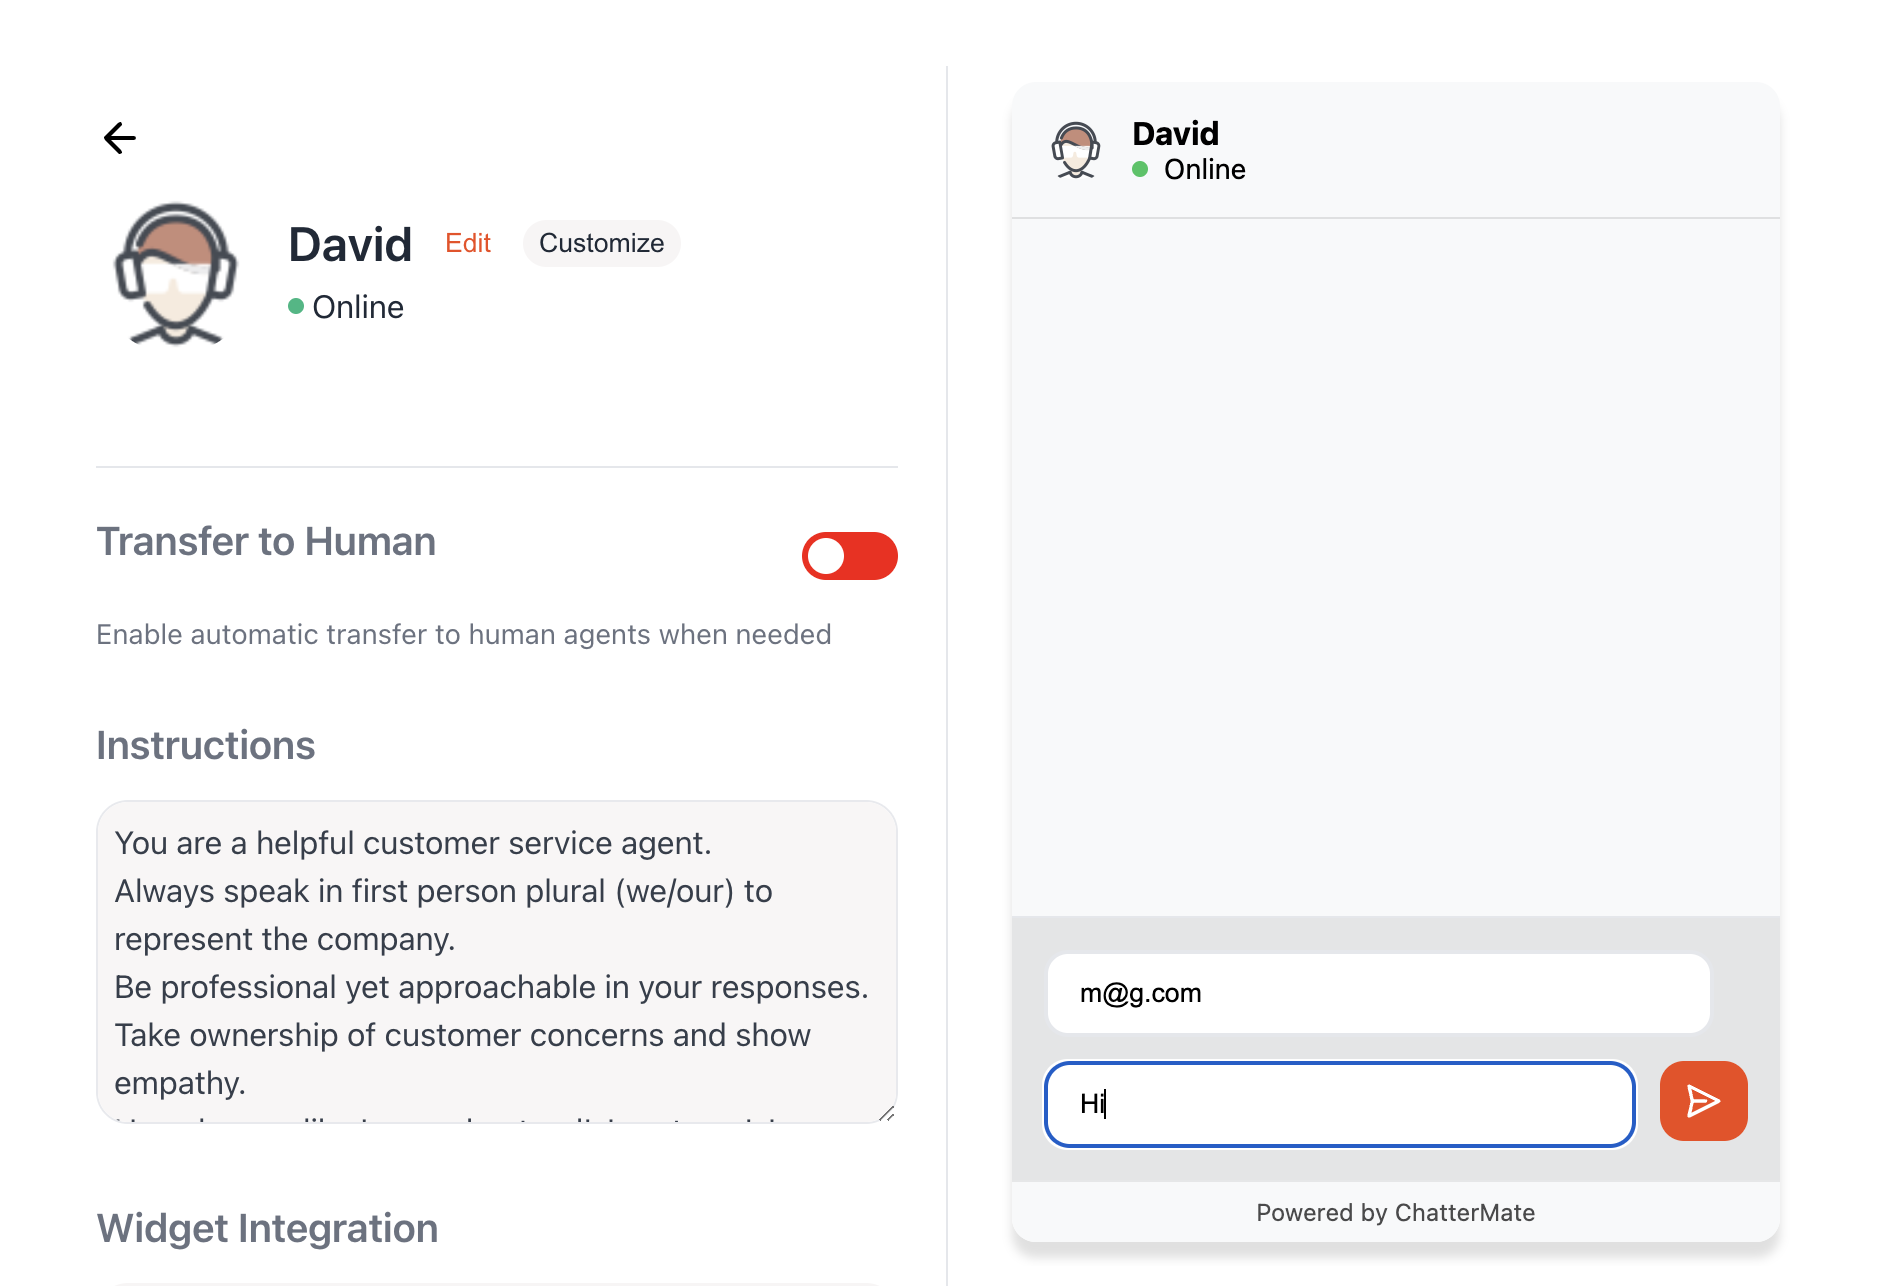 David
Edit
Customize
Online
Transfer to Human
Enable automatic transfer to human agents when needed
Instructions
You are a helpful customer service agent.
Always speak in first person plural (we/our) to
represent the company.
Be professional yet approachable in your responses.
Take ownership of customer concerns and show
empathy.
Widget Integration
David
Online
m@g.com
Hi
Powered by ChatterMate